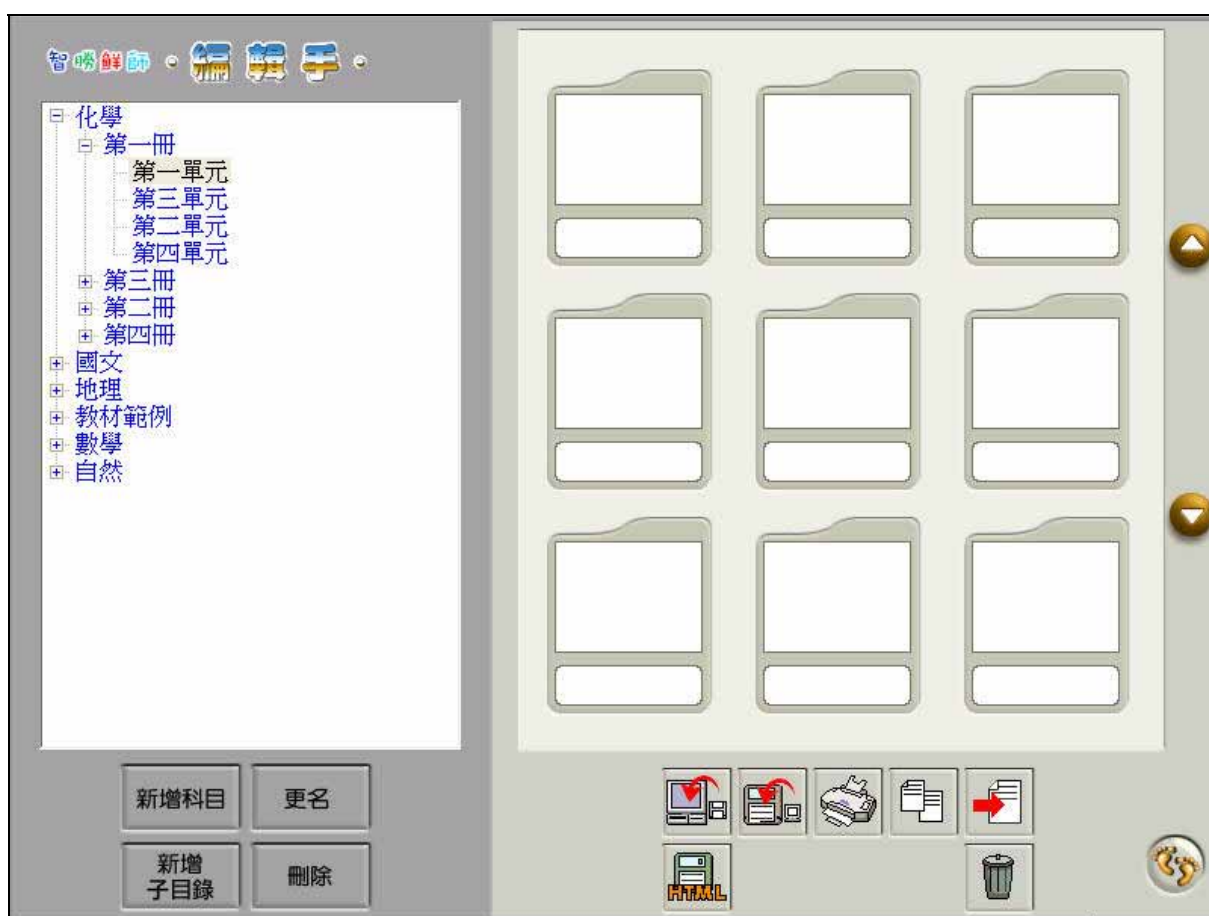 智勝鮮師・編輯手・
化學
第一冊
第一單元
第三單元
第二單元
第四單元
第三冊
第二冊
第四冊
國文
地理
教材範例
數學
自然
新增科目
更名
新增
子目錄
刪除
HTML